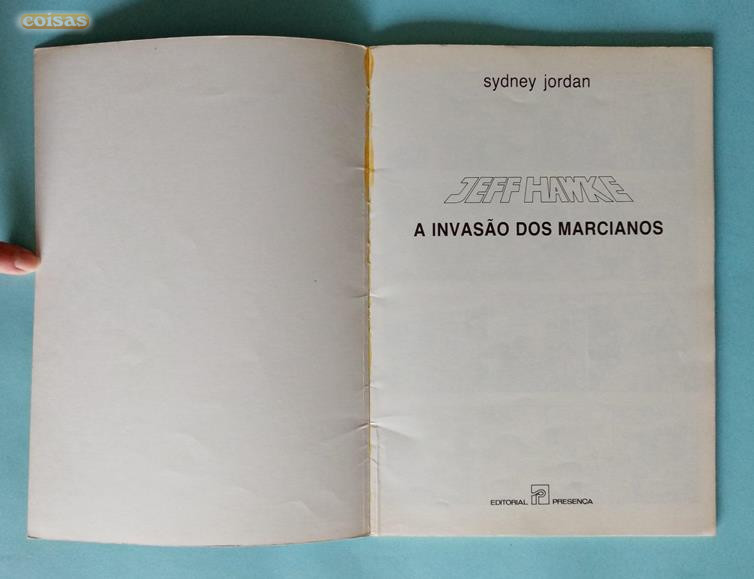 coisas
sydney jordan
JEFF HAWKE
A INVASÃO DOS MARCIANOS
EDITORIAL PRESENÇA